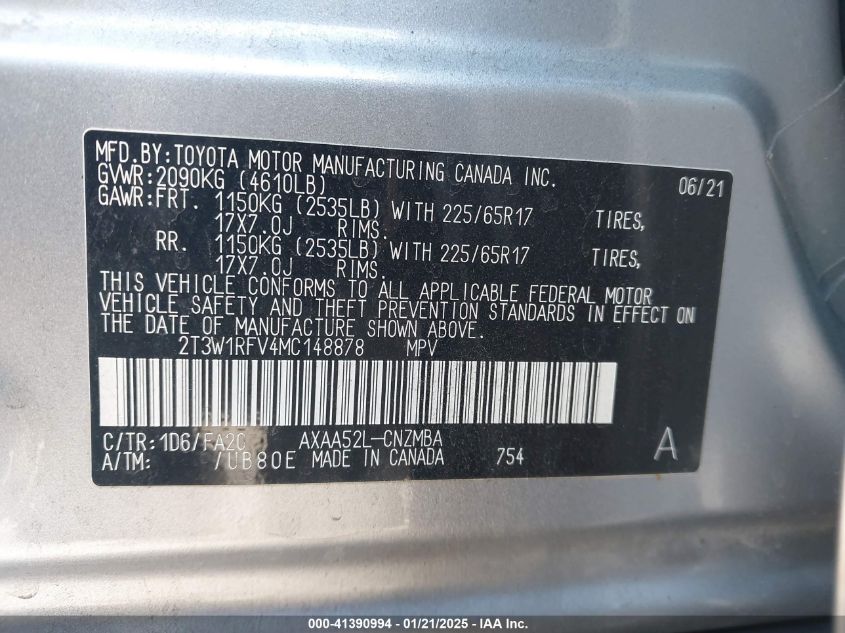 MFD.BY:TOYOTA MOTOR MANUFACTURING CANADA INC. 06/21
GVWR:2090KG (4610LB)
GAWR:FRT. 1150KG (2535LB) WITH 225/65R17 TIRES,
17X7.0J RIMS.
RR. 1150KG (2535LB) WITH 225/65R17 TIRES,
17X7.0J RIMS.
THIS VEHICLE CONFORMS TO ALL APPLICABLE FEDERAL MOTOR
VEHICLE SAFETY AND THEFT PREVENTION STANDARDS IN EFFECT ON
THE DATE OF MANUFACTURE SHOWN ABOVE.
2T3W1RFV4MC148878 MPV
C/TR:1D6/FA20 AXAA52L-CNZMBA
A/TM: /UB80E MADE IN CANADA 754 A
000-41390994 / 01/21/2025 / IAA Inc.